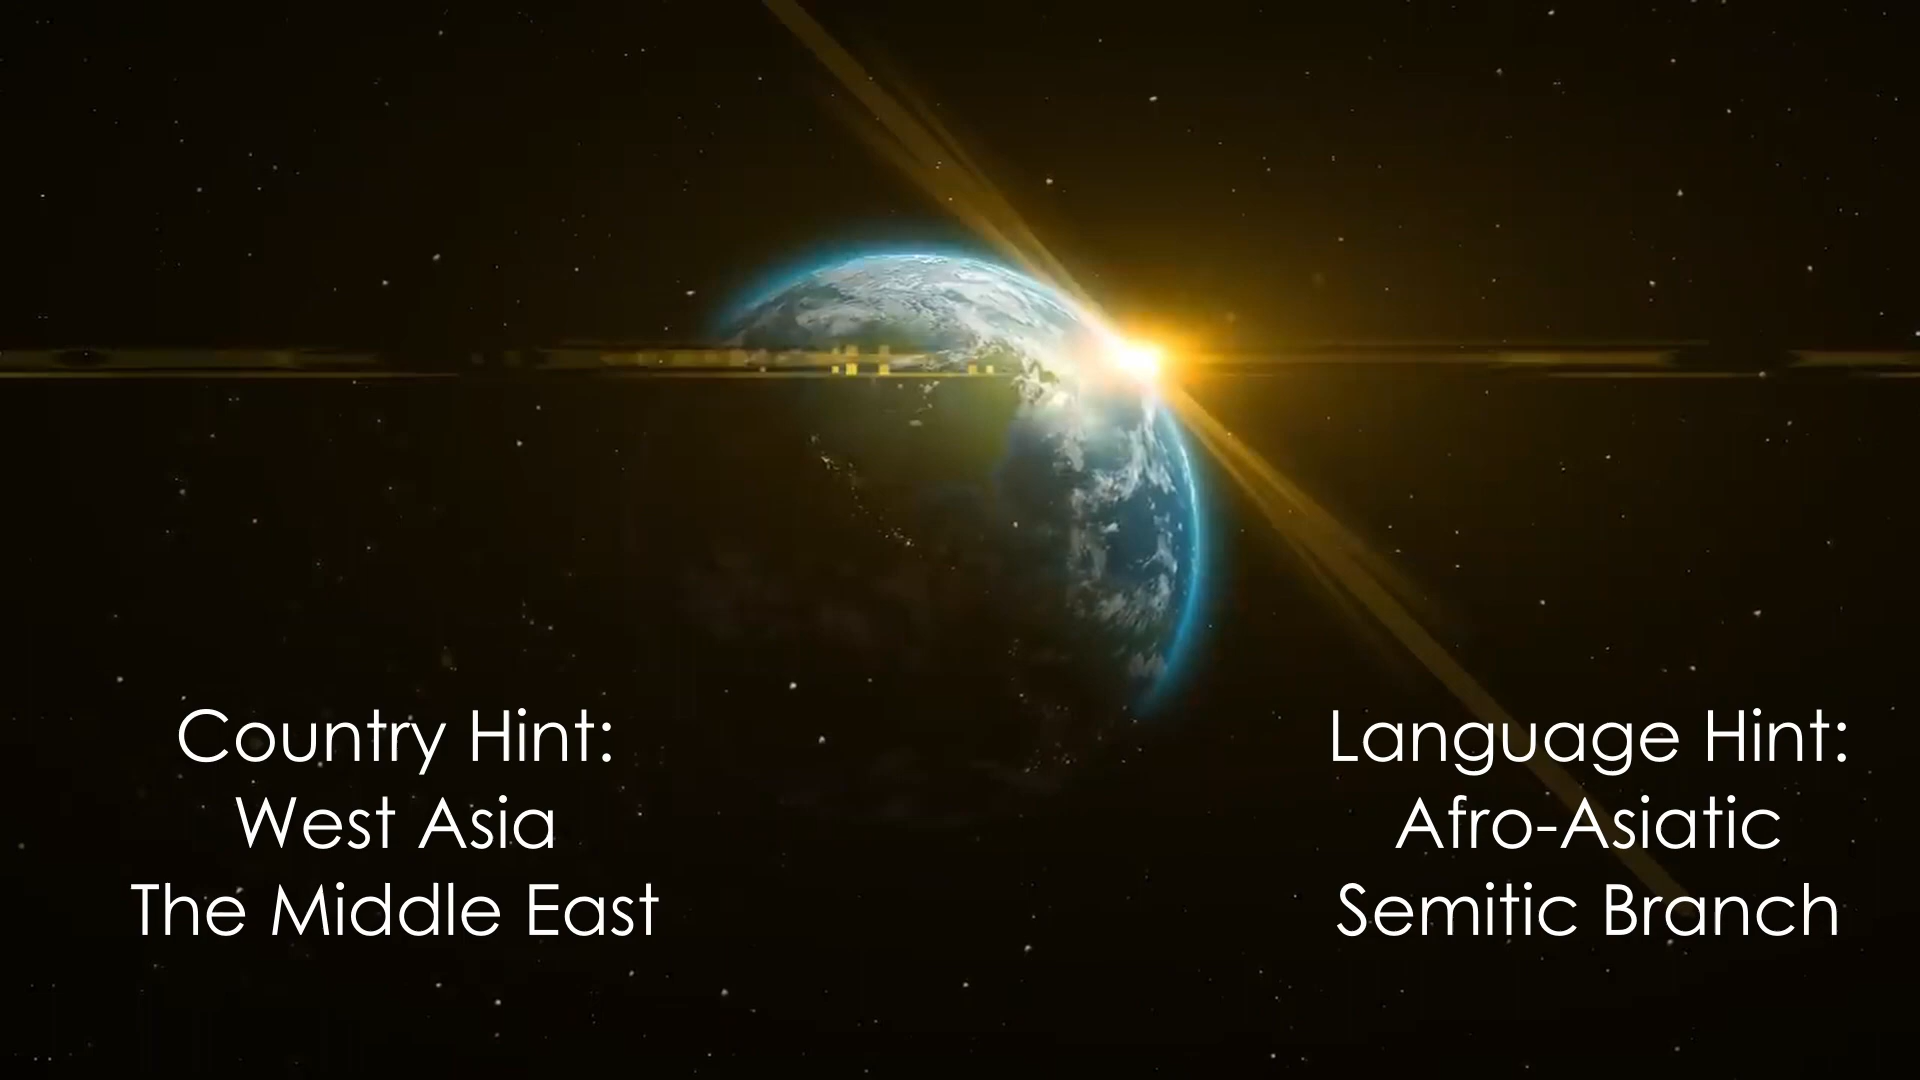 Country Hint:
West Asia
The Middle East
Language Hint:
Afro-Asiatic
Semitic Branch